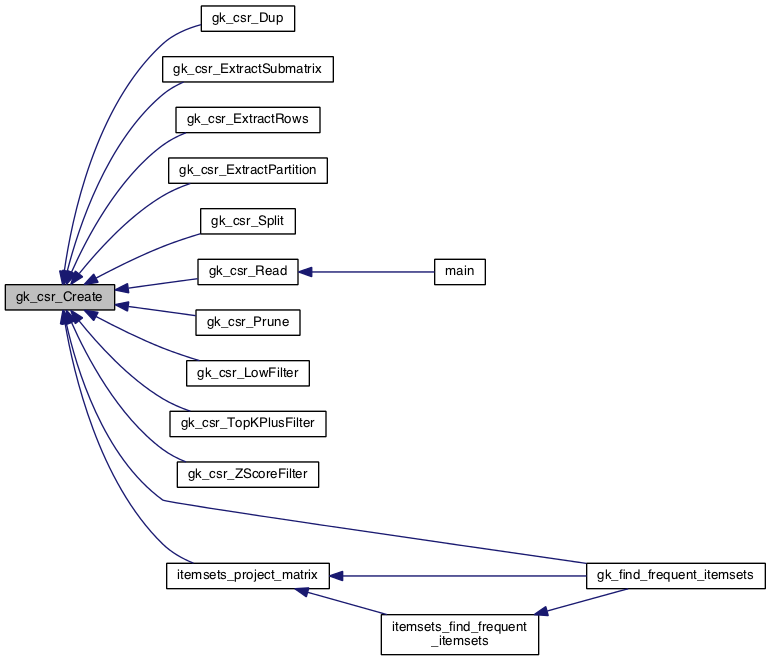 gk_csr_Dup
gk_csr_ExtractSubmatrix
gk_csr_ExtractRows
gk_csr_ExtractPartition
gk_csr_Split
gk_csr_Read
main
gk_csr_Create
gk_csr_Prune
gk_csr_LowFilter
gk_csr_TopKPlusFilter
gk_csr_ZScoreFilter
itemsets_project_matrix
gk_find_frequent_itemsets
itemsets_find_frequent
_itemsets